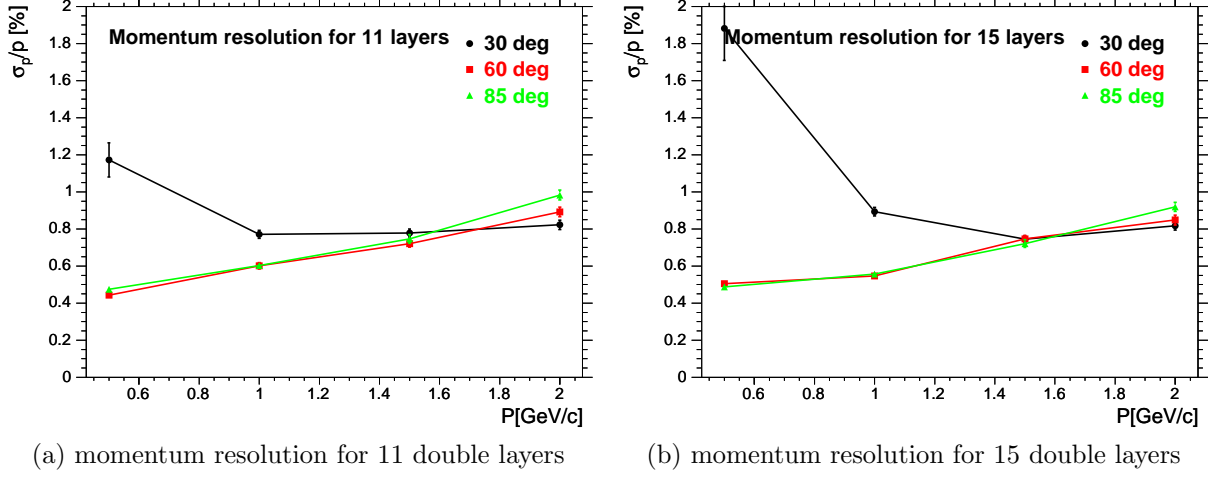 σp/p [%]
Momentum resolution for 11 layers
30 deg
60 deg
85 deg
2
1.8
1.6
1.4
1.2
1
0.8
0.6
0.4
0.2
0
0.6 0.8 1 1.2 1.4 1.6 1.8 2
P[GeV/c]
(a) momentum resolution for 11 double layers
σp/p [%]
Momentum resolution for 15 layers
30 deg
60 deg
85 deg
2
1.8
1.6
1.4
1.2
1
0.8
0.6
0.4
0.2
0
0.6 0.8 1 1.2 1.4 1.6 1.8 2
P[GeV/c]
(b) momentum resolution for 15 double layers